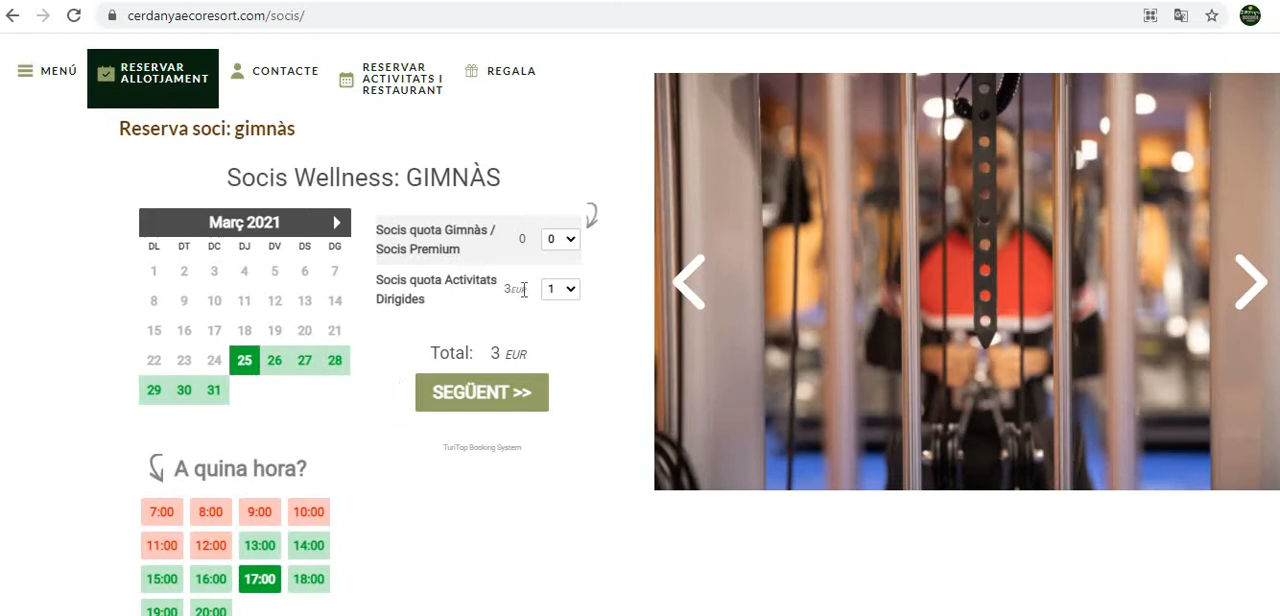 cerdanyaecoresort.com/socis/
MENÚ
RESERVAR
ALLOTJAMENT
CONTACTE
RESERVAR
ACTIVITATS I
RESTAURANT
REGALA
Reserva soci: gimnàs
Socis Wellness: GIMNÀS
Març 2021
DL DT DC DJ DV DS DG
1 2 3 4 5 6 7
8 9 10 11 12 13 14
15 16 17 18 19 20 21
22 23 24 25 26 27 28
29 30 31
Socis quota Gimnàs /
Socis Premium
0 0
Socis quota Activitats
Dirigides
3 EUR 1
Total: 3 EUR
SEGÜENT >>
TuriTop Booking System
A quina hora?
7:00 8:00 9:00 10:00
11:00 12:00 13:00 14:00
15:00 16:00 17:00 18:00
19:00 20:00